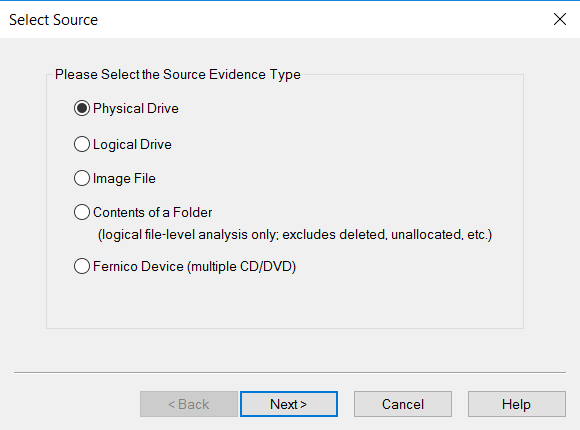 Select Source
Please Select the Source Evidence Type
Physical Drive
Logical Drive
Image File
Contents of a Folder
(logical file-level analysis only; excludes deleted, unallocated, etc.)
Fernico Device (multiple CD/DVD)
< Back Next > Cancel Help